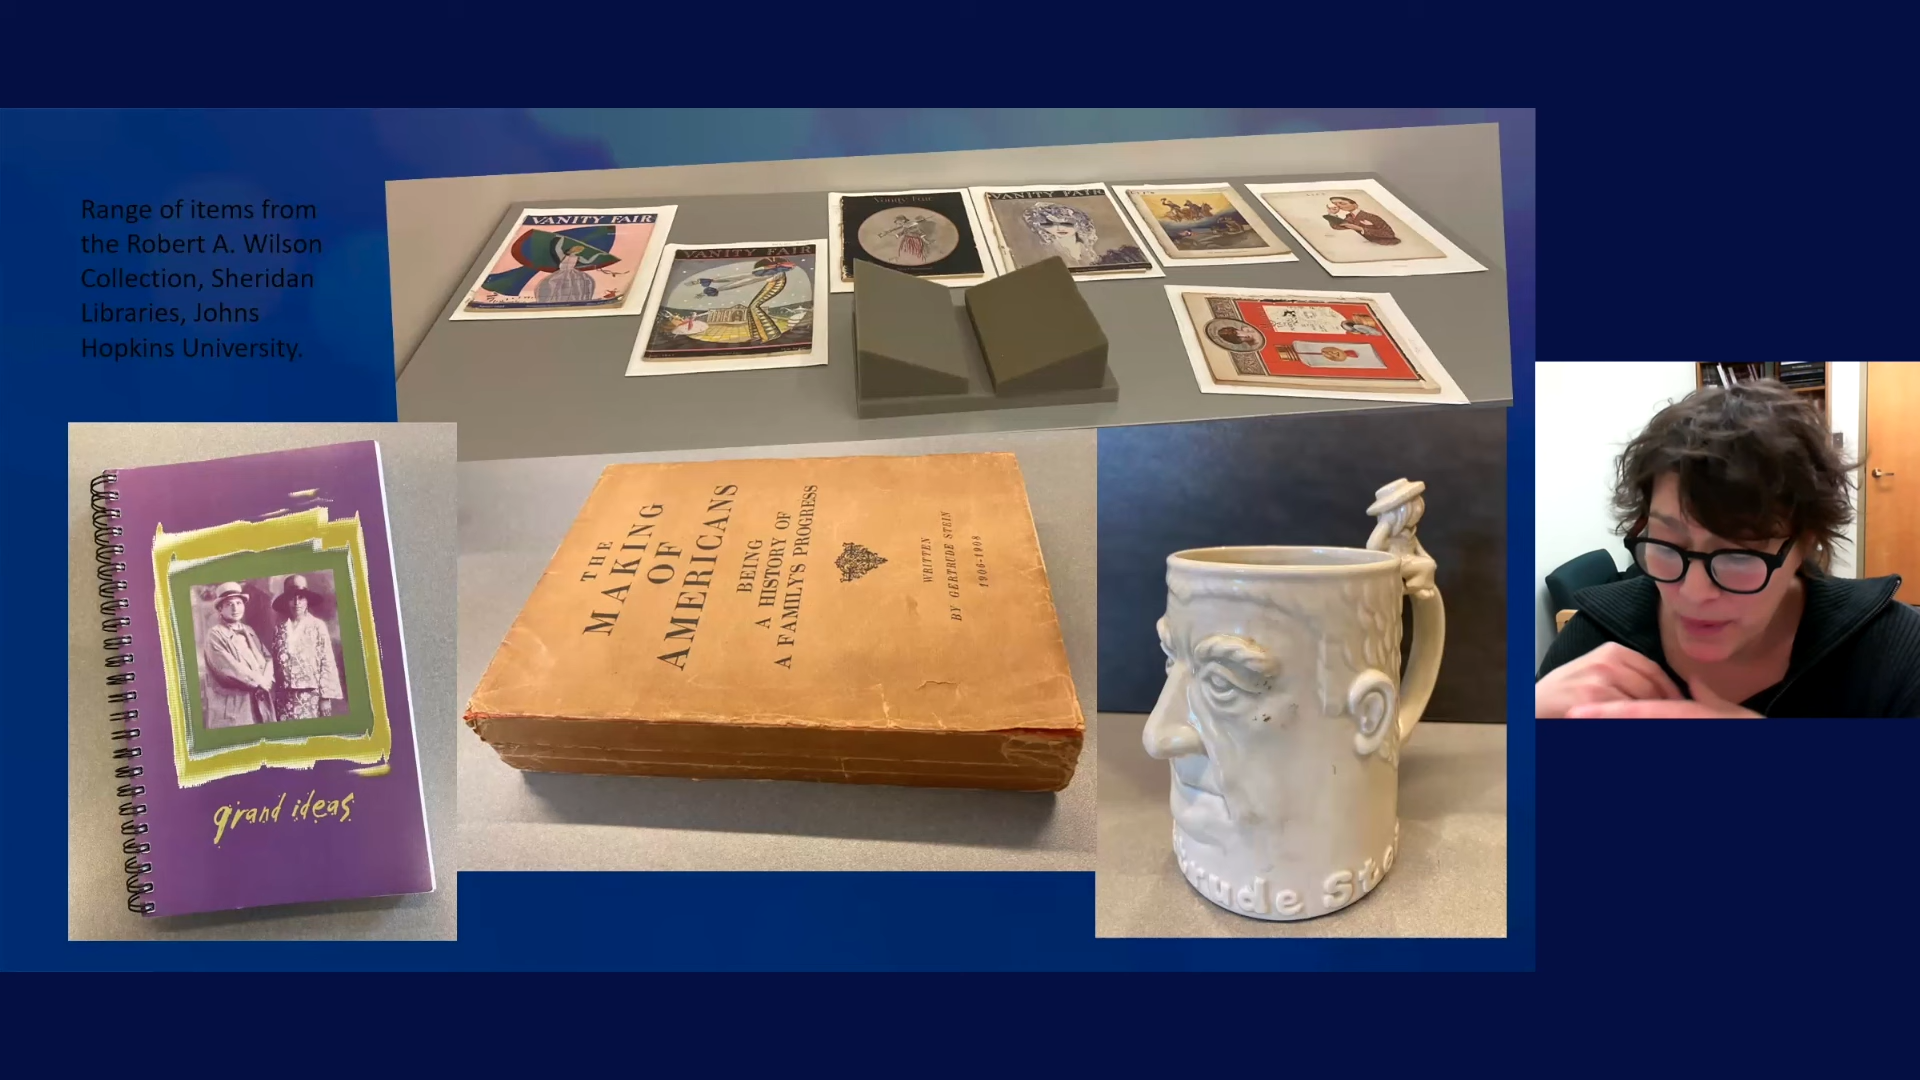 Range of items from
the Robert A. Wilson
Collection, Sheridan
Libraries, Johns
Hopkins University.
VANITY FAIR
VANITY FAIR
Vanity Fair
VANITY FAIR
LIFE
grand ideas
THE
MAKING
OF
AMERICANS
BEING
A
HISTORY OF
A FAMILY'S PROGRESS
WRITTEN
BY GERTRUDE STEIN
1906-1908
rude Ste